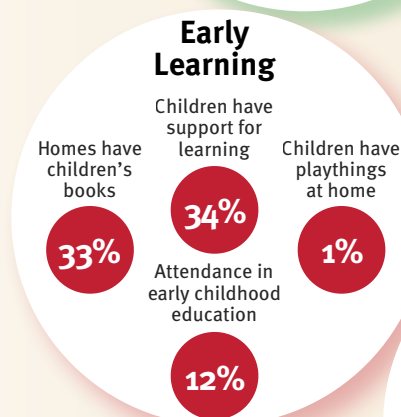 Early
Learning
Children have
support for
learning
34%
Homes have
children's
books
33%
Children have
playthings
at home
1%
Attendance in
early childhood
education
12%